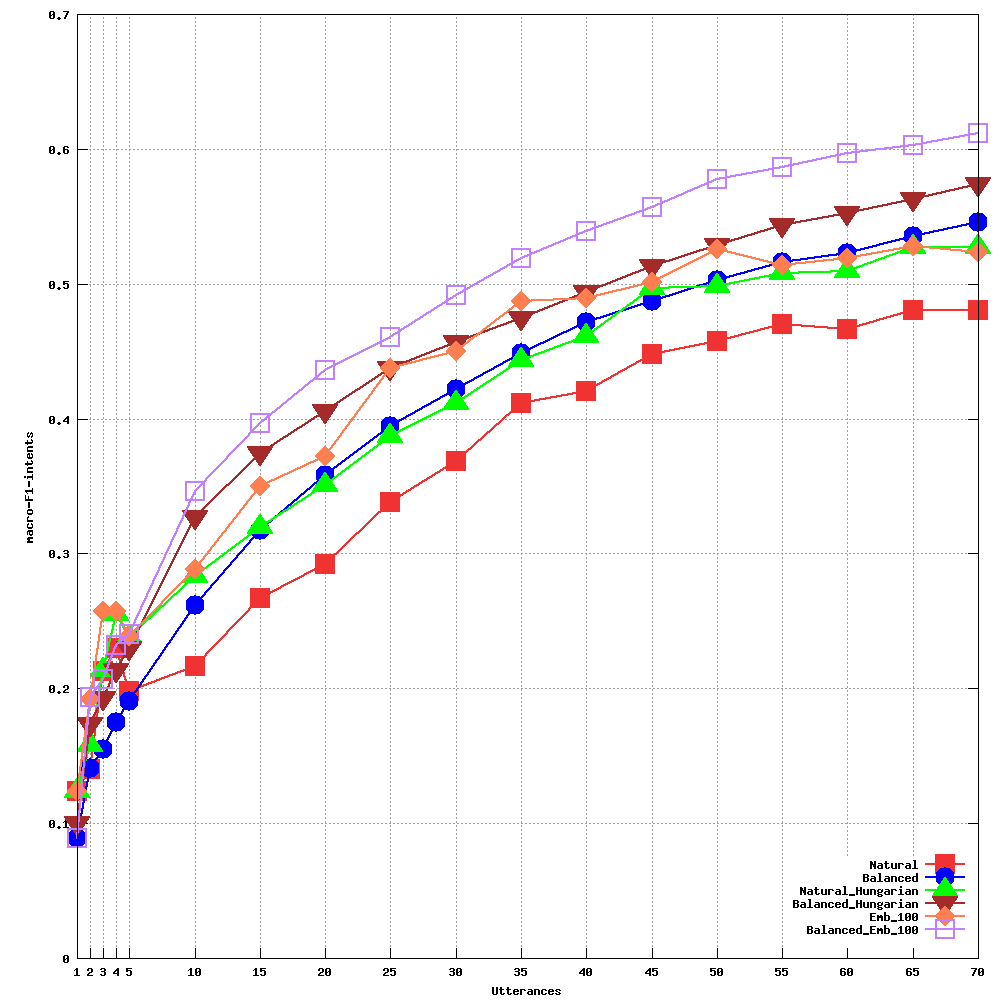 0.7
0.6
0.5
0.4
0.3
0.2
0.1
0
macro-F1-intents
1 2 3 4 5 10 15 20 25 30 35 40 45 50 55 60 65 70
Utterances
Natural
Balanced
Natural_Hungarian
Balanced_Hungarian
Emb_100
Balanced_Emb_100